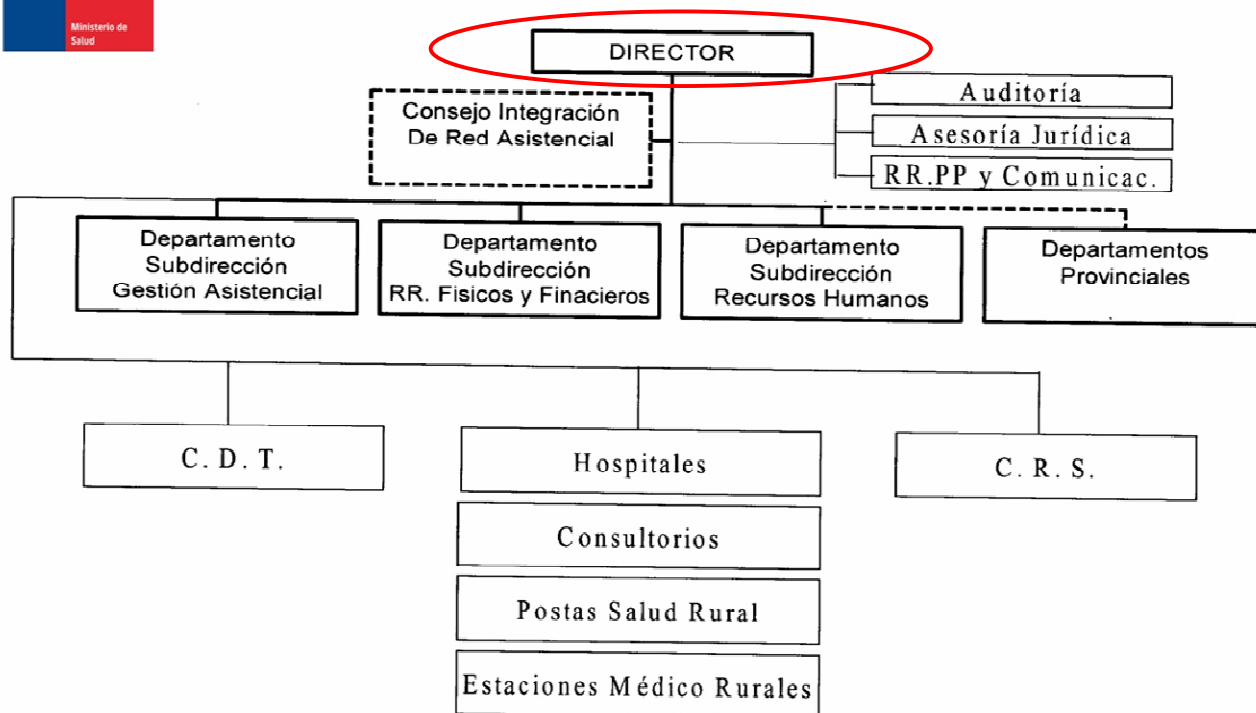 Ministerio de
Salud
DIRECTOR
Consejo Integración
De Red Asistencial
Auditoría
Asesoría Jurídica
RR.PP y Comunicac.
Departamento
Subdirección
Gestión Asistencial
Departamento
Subdirección
RR. Fisicos y Finacieros
Departamento
Subdirección
Recursos Humanos
Departamentos
Provinciales
C. D. T.
Hospitales
C. R. S.
Consultorios
Postas Salud Rural
Estaciones Médico Rurales